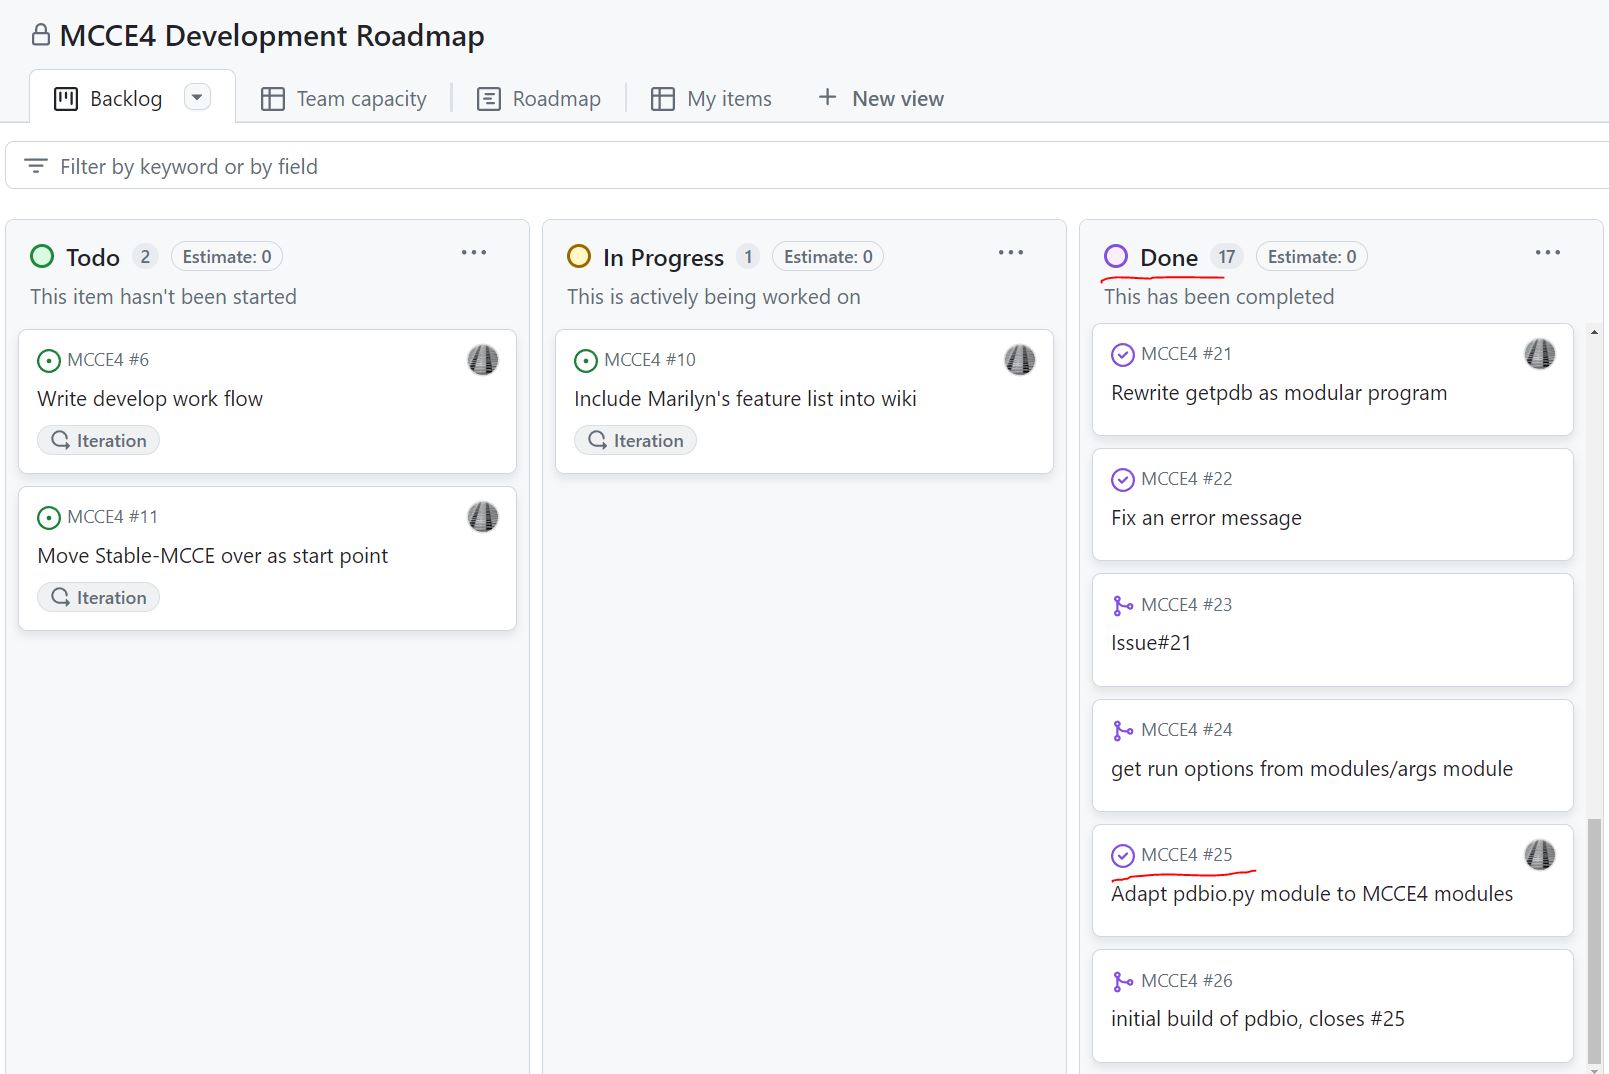 MCCE4 Development Roadmap
Backlog
Team capacity
Roadmap
My items
+ New view
Filter by keyword or by field
Todo 2 Estimate: 0
This item hasn't been started
MCCE4 #6
Write develop work flow
Iteration
MCCE4 #11
Move Stable-MCCE over as start point
Iteration
In Progress 1 Estimate: 0
This is actively being worked on
MCCE4 #10
Include Marilyn's feature list into wiki
Iteration
Done 17 Estimate: 0
This has been completed
MCCE4 #21
Rewrite getpdb as modular program
MCCE4 #22
Fix an error message
MCCE4 #23
Issue#21
MCCE4 #24
get run options from modules/args module
MCCE4 #25
Adapt pdbio.py module to MCCE4 modules
MCCE4 #26
initial build of pdbio, closes #25